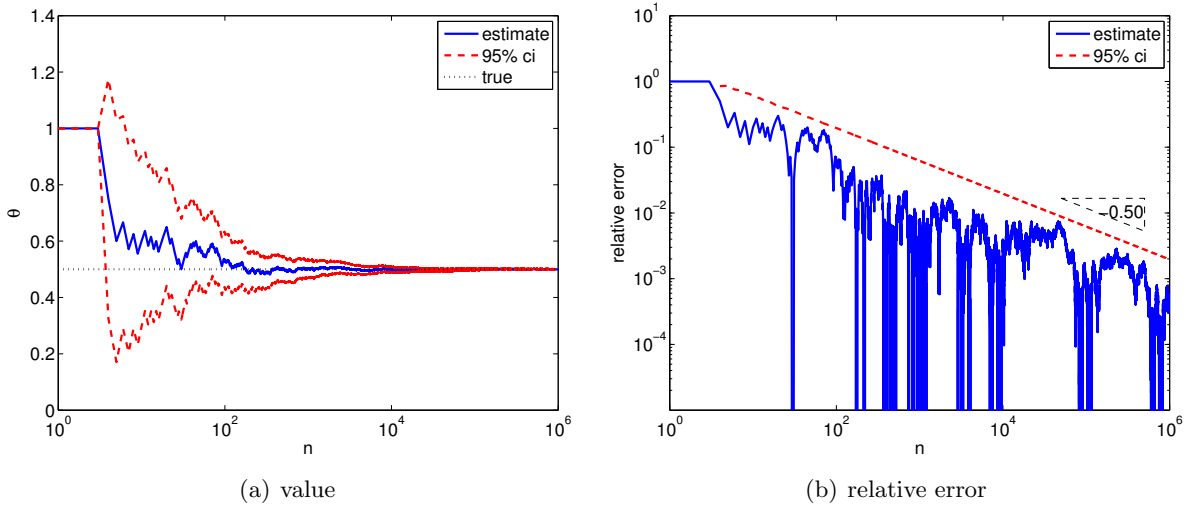 1.4
1.2
1
0.8
0.6
0.4
0.2
0
θ
10^0
10^2
10^4
10^6
n
estimate
95% ci
true
(a) value
10^1
10^0
10^-1
10^-2
10^-3
10^-4
relative error
10^0
10^2
10^4
10^6
n
estimate
95% ci
-0.50
(b) relative error